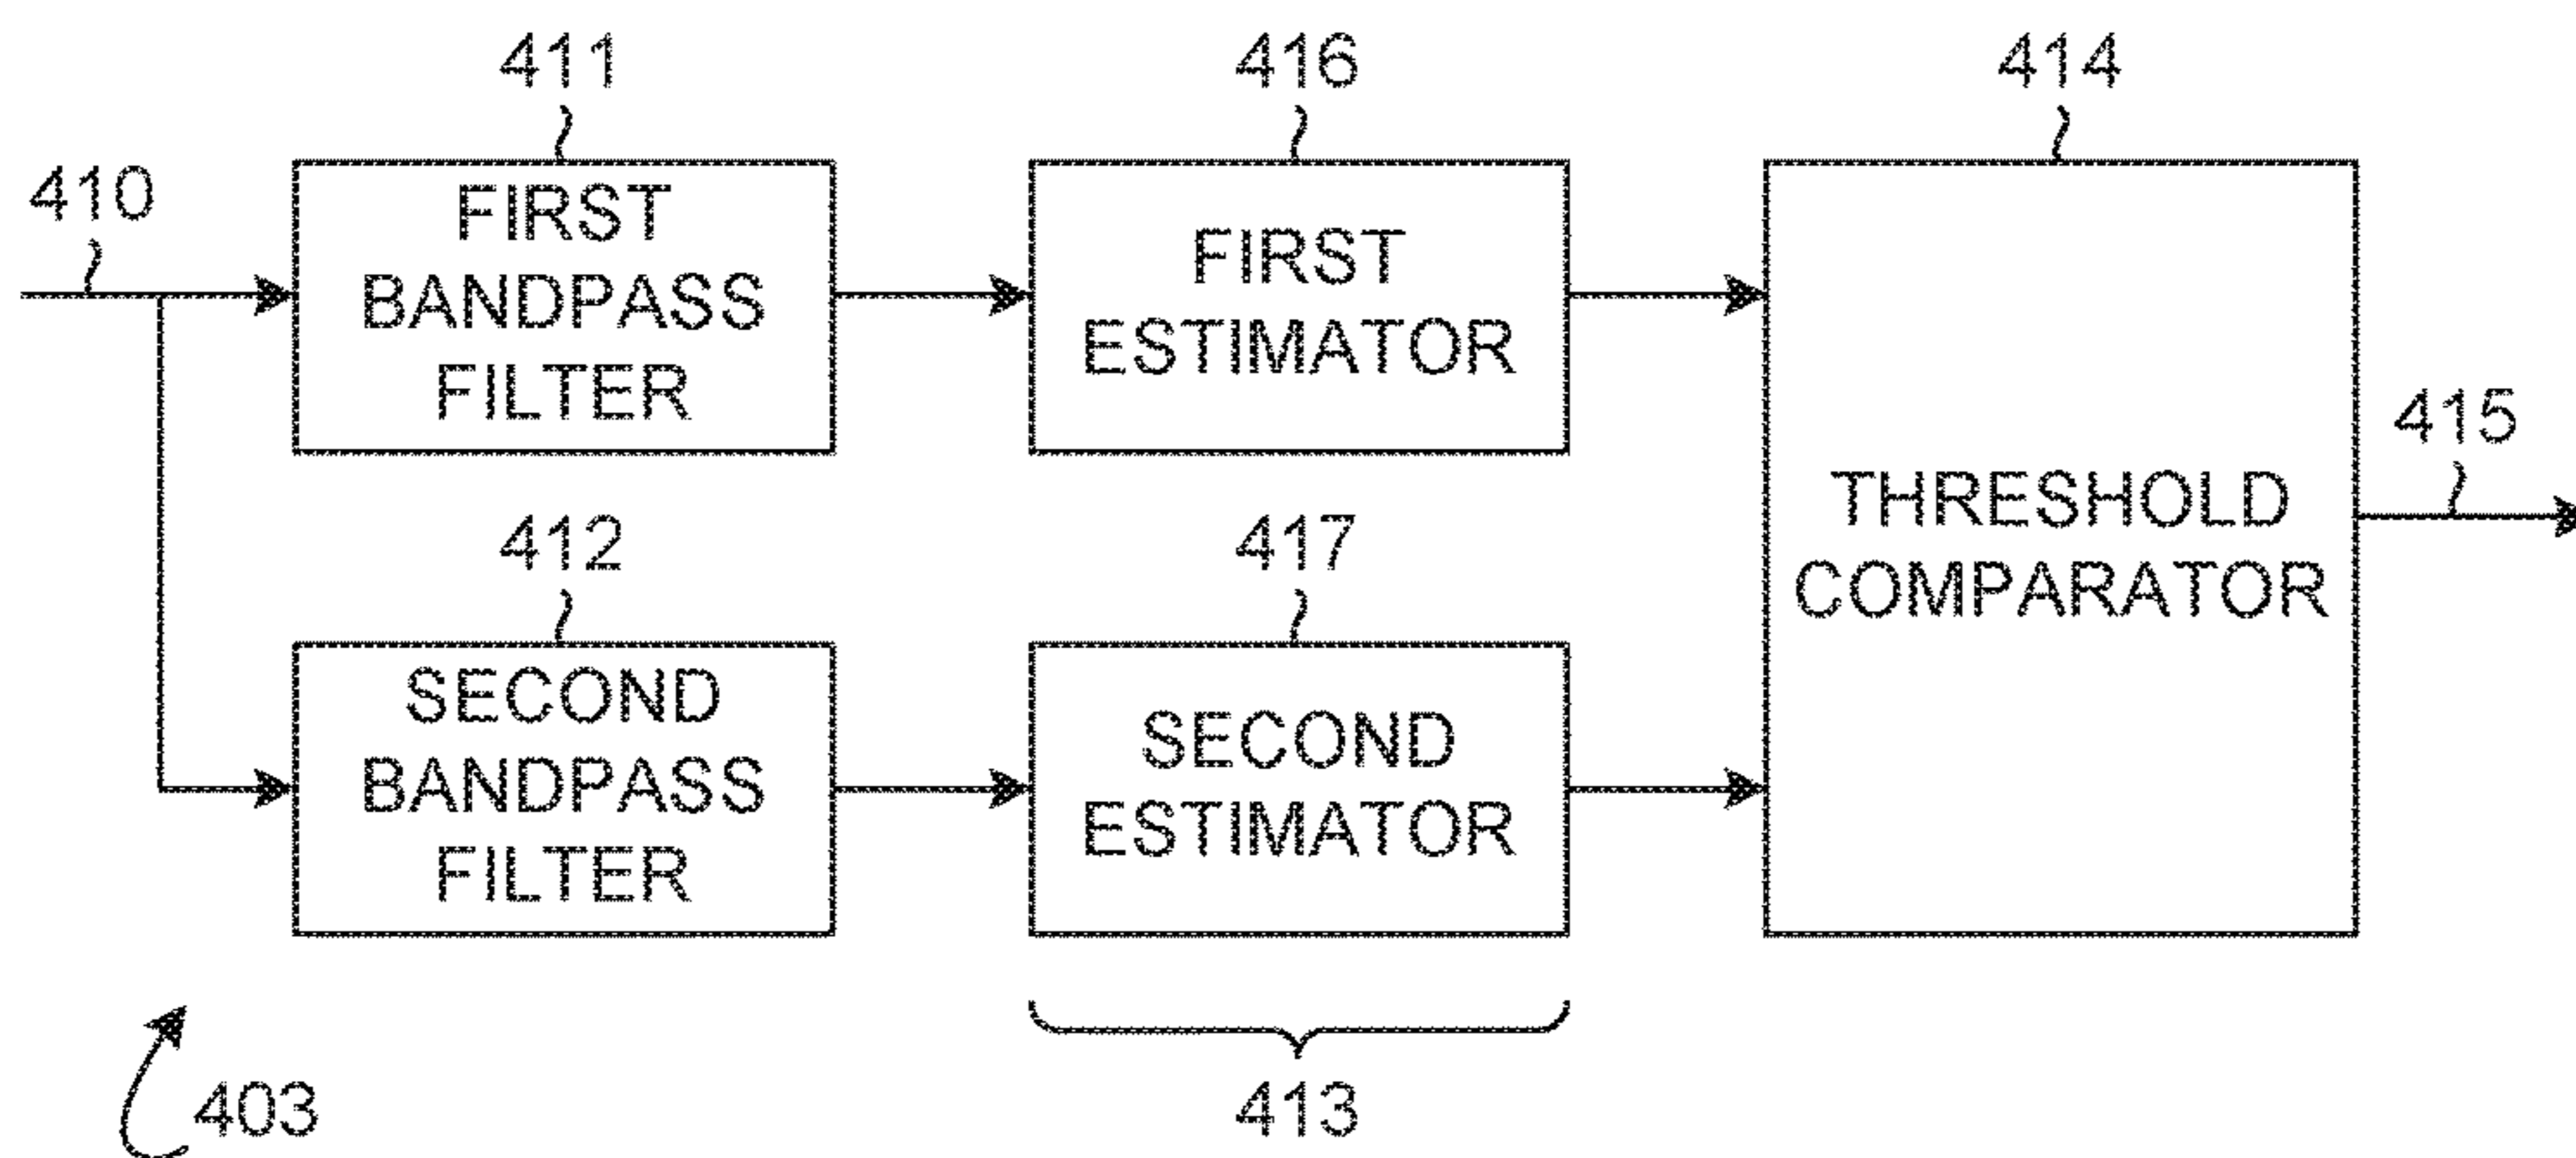 411
416
414
410
FIRST
BANDPASS
FILTER
FIRST
ESTIMATOR
415
THRESHOLD
COMPARATOR
412
417
SECOND
BANDPASS
FILTER
SECOND
ESTIMATOR
403
413